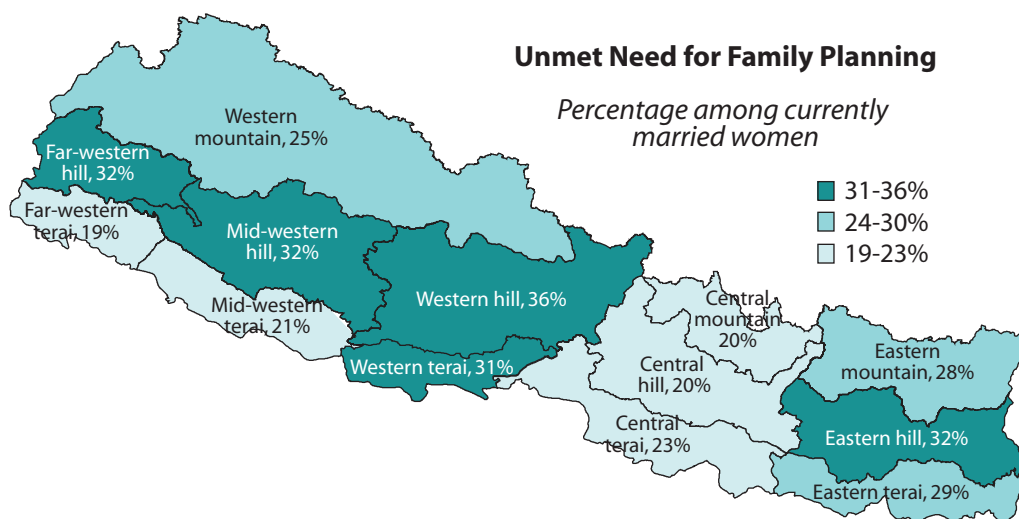 Unmet Need for Family Planning
Percentage among currently
married women
31-36%
24-30%
19-23%
Western
mountain, 25%
Far-western
hill, 32%
Far-western
terai, 19%
Mid-western
hill, 32%
Mid-western
terai, 21%
Western hill, 36%
Western terai, 31%
Central
mountain
20%
Central
hill, 20%
Central
terai, 23%
Eastern
mountain, 28%
Eastern hill, 32%
Eastern terai, 29%